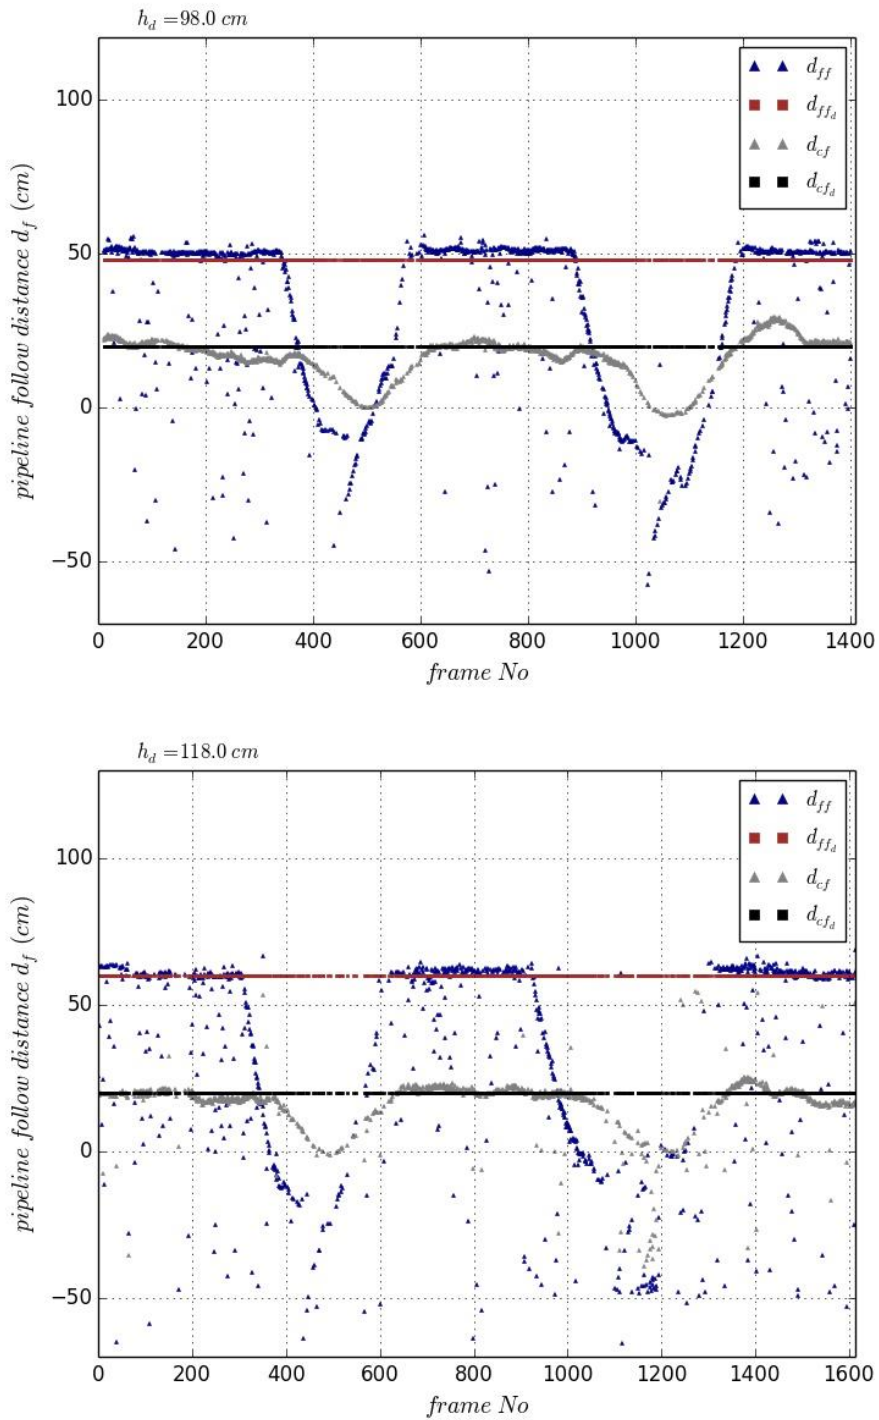 h_d =98.0 cm
pipeline follow distance d_f (cm)
100
50
0
−50
d_ff
d_ff_d
d_cf
d_cf_d
0 200 400 600 800 1000 1200 1400
frame No
h_d =118.0 cm
pipeline follow distance d_f (cm)
100
50
0
−50
d_ff
d_ff_d
d_cf
d_cf_d
0 200 400 600 800 1000 1200 1400 1600
frame No